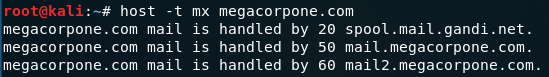 root@kali:~# host -t mx megacorpone.com
megacorpone.com mail is handled by 20 spool.mail.gandi.net.
megacorpone.com mail is handled by 50 mail.megacorpone.com.
megacorpone.com mail is handled by 60 mail2.megacorpone.com.